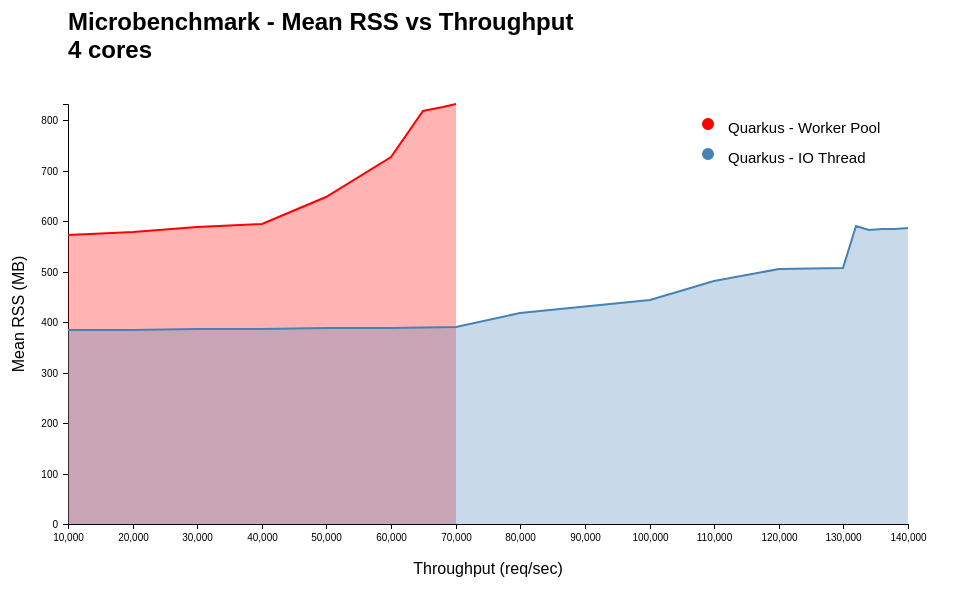 Microbenchmark - Mean RSS vs Throughput
4 cores
Quarkus - Worker Pool
Quarkus - IO Thread
Mean RSS (MB)
800
700
600
500
400
300
200
100
0
10,000 20,000 30,000 40,000 50,000 60,000 70,000 80,000 90,000 100,000 110,000 120,000 130,000 140,000
Throughput (req/sec)